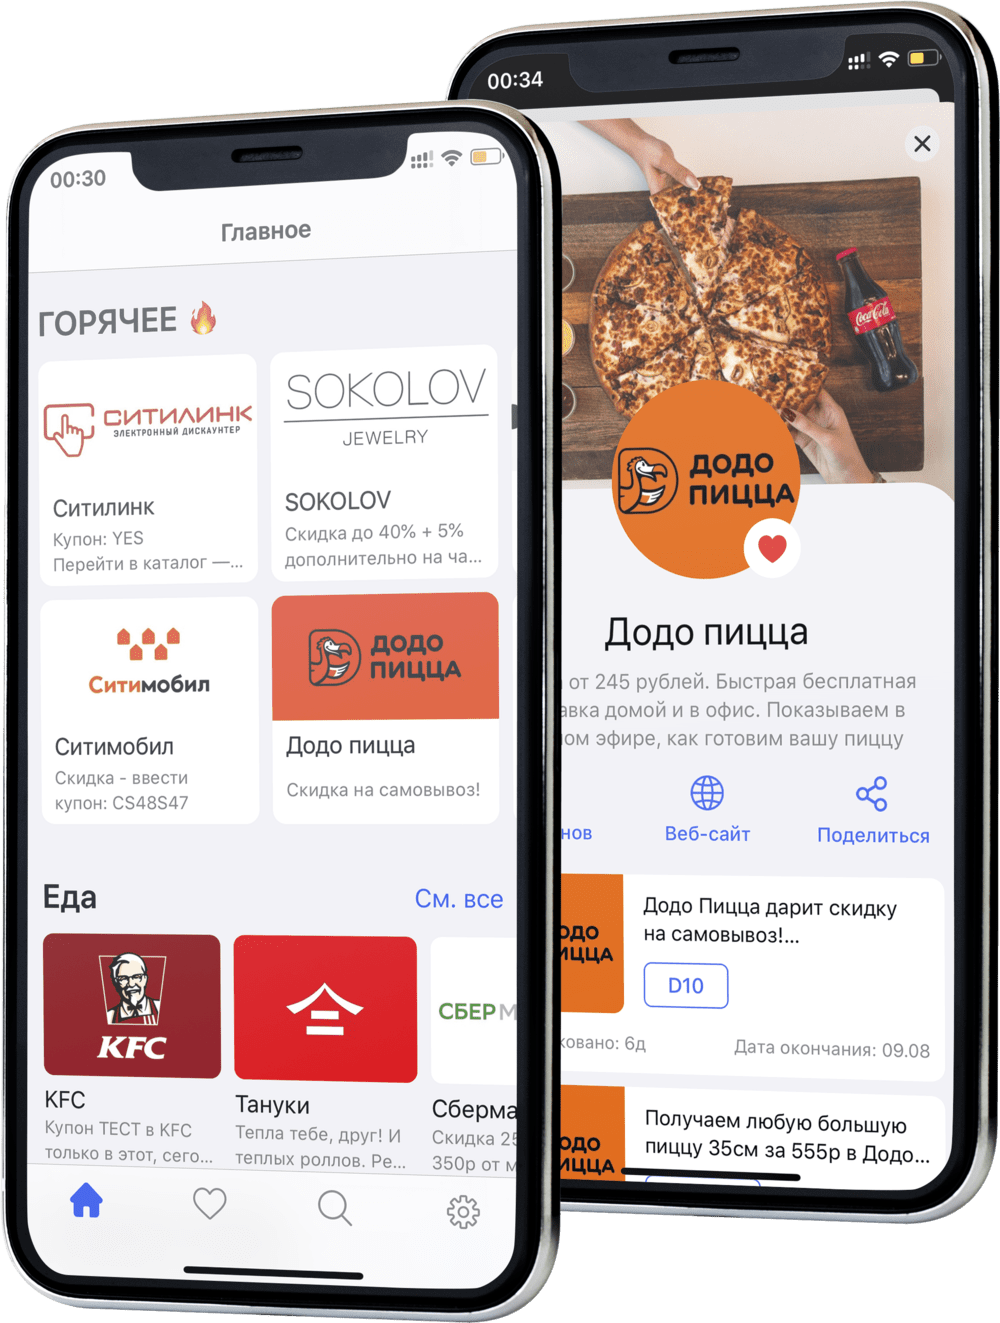 00:30
Главное
ГОРЯЧЕЕ
СИТИЛИНК
ЭЛЕКТРОННЫЙ ДИСКАУНТЕР
Ситилинк
Купон: YES
Перейти в каталог —...
SOKOLOV
JEWELRY
SOKOLOV
Скидка до 40% + 5%
дополнительно на ча...
Ситимобил
Ситимобил
Скидка - ввести
купон: CS48S47
ДОДО
ПИЦЦА
Додо пицца
Скидка на самовывоз!
Еда
См. все
KFC
KFC
Купон ТЕСТ в KFC
только в этот, сего...
Тануки
Тепла тебе, друг! И
теплых роллов. Ре...
СБЕРМ
Сберма
Скидка 25
350р от м
00:34
Coca-Cola
ДОДО
ПИЦЦА
Додо пицца
от 245 рублей. Быстрая бесплатная
авка домой и в офис. Показываем в
ом эфире, как готовим вашу пиццу
нов
Веб-сайт
Поделиться
ОДО
ИЦЦА
Додо Пицца дарит скидку
на самовывоз!...
D10
ковано: 6д
Дата окончания: 09.08
ОДО
ИЦЦА
Получаем любую большую
пиццу 35см за 555р в Додо...